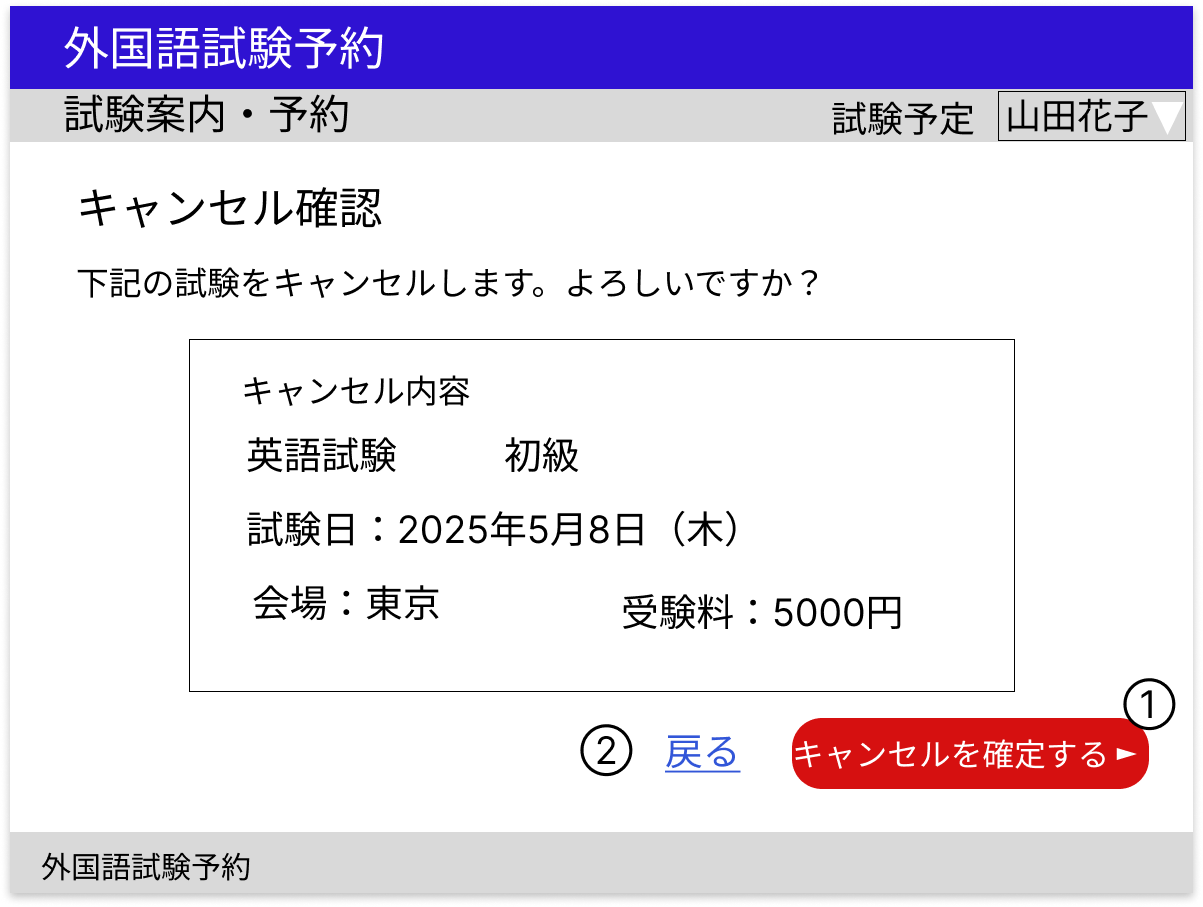 外国語試験予約
試験案内・予約 試験予定 山田花子▼
キャンセル確認
下記の試験をキャンセルします。よろしいですか？
キャンセル内容
英語試験 初級
試験日：2025年5月8日（木）
会場：東京 受験料：5000円
①
② 戻る キャンセルを確定する►
外国語試験予約